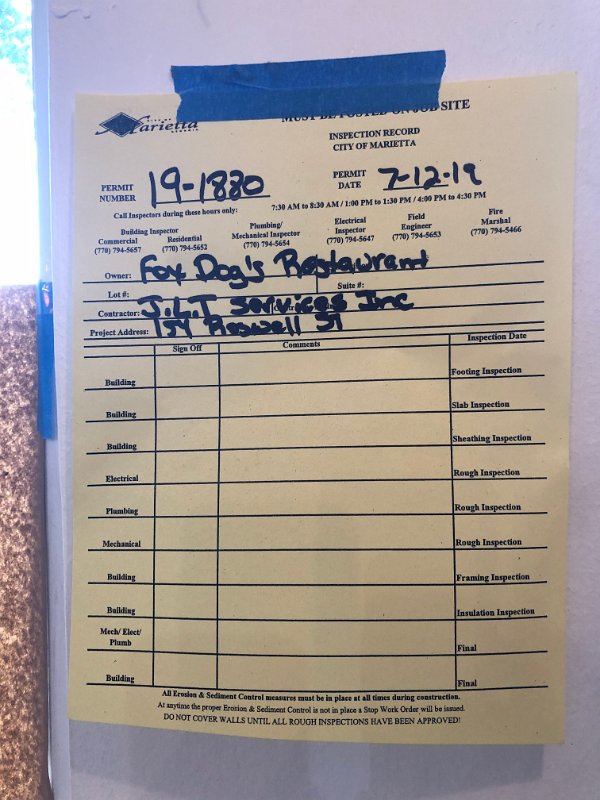 Marietta
MUST BE POSTED ON JOB SITE
INSPECTION RECORD
CITY OF MARIETTA
PERMIT NUMBER 19-1880
PERMIT DATE 7-12-19
Call Inspectors during these hours only: 7:30 AM to 8:30 AM / 1:00 PM to 1:30 PM / 4:00 PM to 4:30 PM
Building Inspector
Commercial (770) 794-5657
Residential (770) 794-5652
Plumbing/ Mechanical Inspector (770) 794-5654
Electrical Inspector (770) 794-5647
Field Engineer (770) 794-5653
Fire Marshal (770) 794-5466
Owner: Fox Dog's Restaurant
Lot #: Suite #:
Contractor: J.L.T Services Inc
Project Address: 154 Roswell ST
Sign Off Comments Inspection Date
Building Footing Inspection
Building Slab Inspection
Building Sheathing Inspection
Electrical Rough Inspection
Plumbing Rough Inspection
Mechanical Rough Inspection
Building Framing Inspection
Building Insulation Inspection
Mech/ Elect/ Plumb Final
Building Final
All Erosion & Sediment Control measures must be in place at all times during construction.
At anytime the proper Erosion & Sediment Control is not in place a Stop Work Order will be issued.
DO NOT COVER WALLS UNTIL ALL ROUGH INSPECTIONS HAVE BEEN APPROVED!